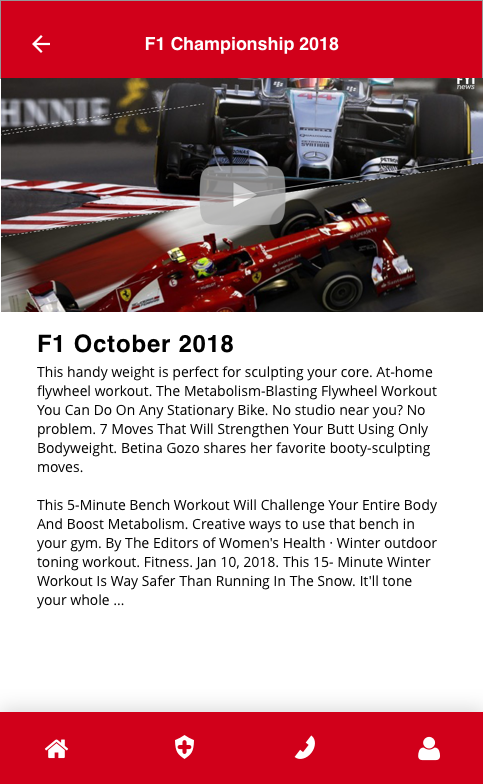 F1 Championship 2018
HNNIE
FYI
news
PIRELLI
PETRONAS
F1 October 2018
This handy weight is perfect for sculpting your core. At-home
flywheel workout. The Metabolism-Blasting Flywheel Workout
You Can Do On Any Stationary Bike. No studio near you? No
problem. 7 Moves That Will Strengthen Your Butt Using Only
Bodyweight. Betina Gozo shares her favorite booty-sculpting
moves.
This 5-Minute Bench Workout Will Challenge Your Entire Body
And Boost Metabolism. Creative ways to use that bench in
your gym. By The Editors of Women's Health · Winter outdoor
toning workout. Fitness. Jan 10, 2018. This 15- Minute Winter
Workout Is Way Safer Than Running In The Snow. It'll tone
your whole ...